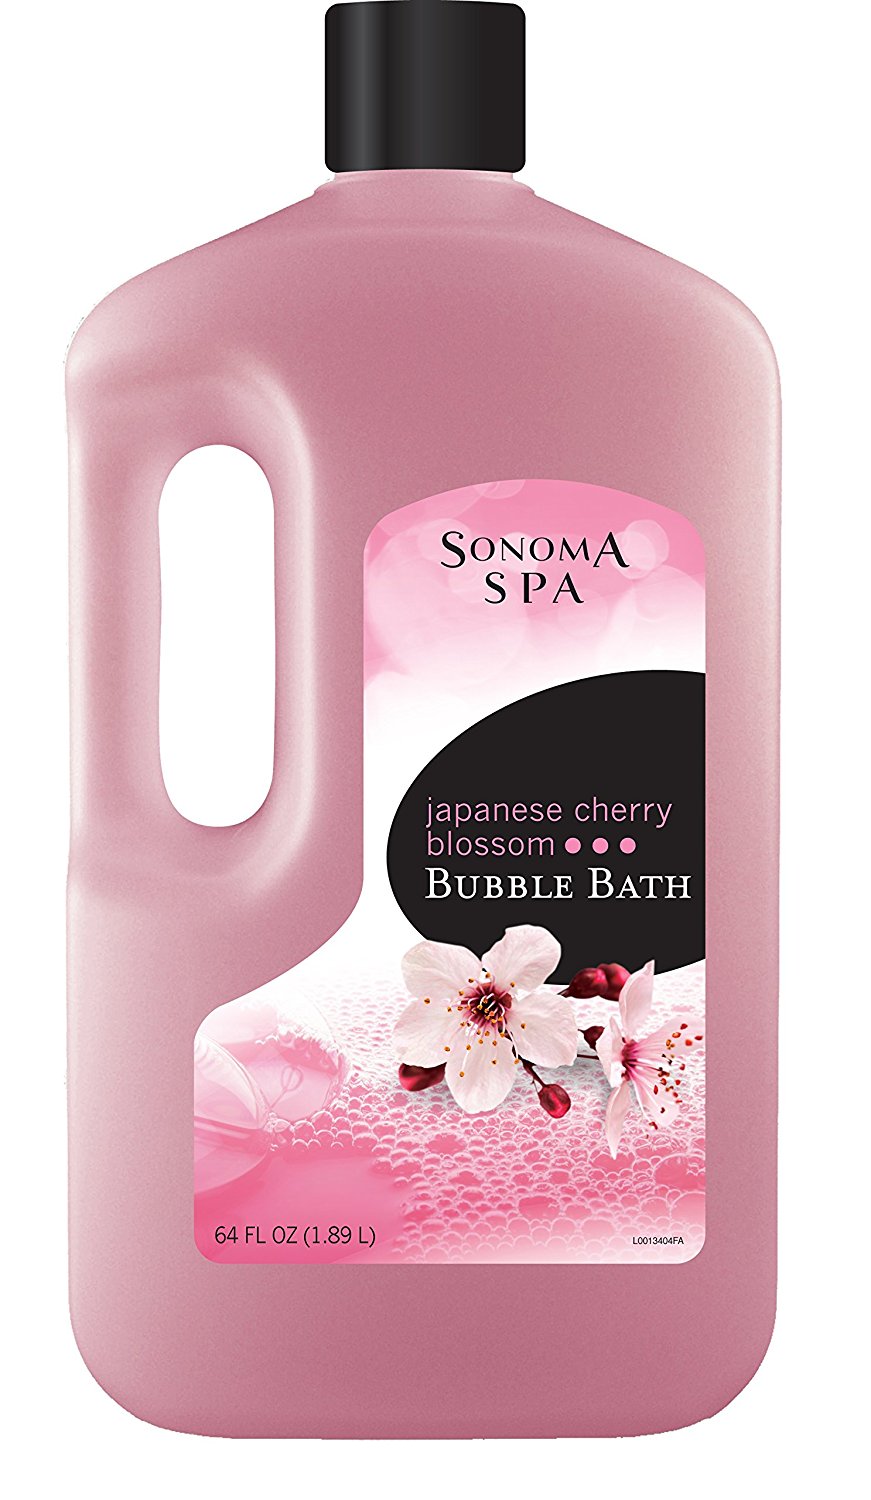 SONOMA
SPA
japanese cherry
blossom •••
BUBBLE BATH
64 FL OZ (1.89 L)
L0013404FA